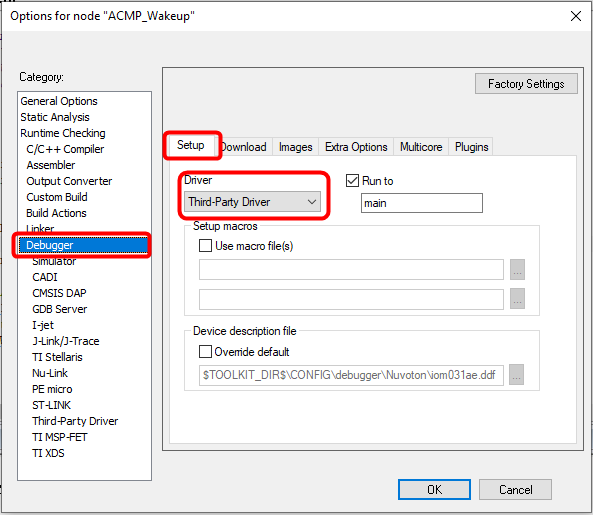 Options for node "ACMP_Wakeup"
Category:
Factory Settings
General Options
Static Analysis
Runtime Checking
C/C++ Compiler
Assembler
Output Converter
Custom Build
Build Actions
Linker
Debugger
Simulator
CADI
CMSIS DAP
GDB Server
I-jet
J-Link/J-Trace
TI Stellaris
Nu-Link
PE micro
ST-LINK
Third-Party Driver
TI MSP-FET
TI XDS
Setup Download Images Extra Options Multicore Plugins
Driver
Third-Party Driver
Run to
main
Setup macros
Use macro file(s)
...
...
Device description file
Override default
$TOOLKIT_DIR$\CONFIG\debugger\Nuvoton\iom031ae.ddf
...
OK Cancel